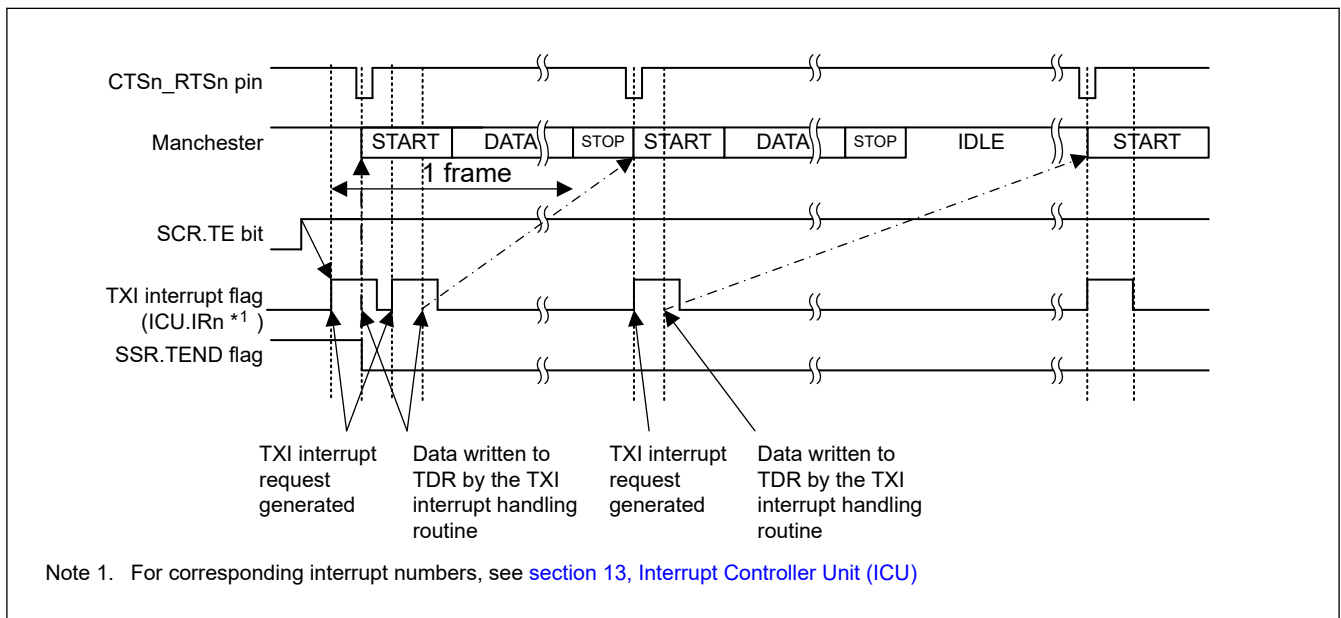 CTSn_RTSn pin
Manchester
START DATA STOP START DATA STOP IDLE START
1 frame
SCR.TE bit
TXI interrupt flag
(ICU.IRn *1 )
SSR.TEND flag
TXI interrupt
request
generated
Data written to
TDR by the TXI
interrupt handling
routine
TXI interrupt
request
generated
Data written to
TDR by the TXI
interrupt handling
routine
Note 1. For corresponding interrupt numbers, see section 13, Interrupt Controller Unit (ICU)